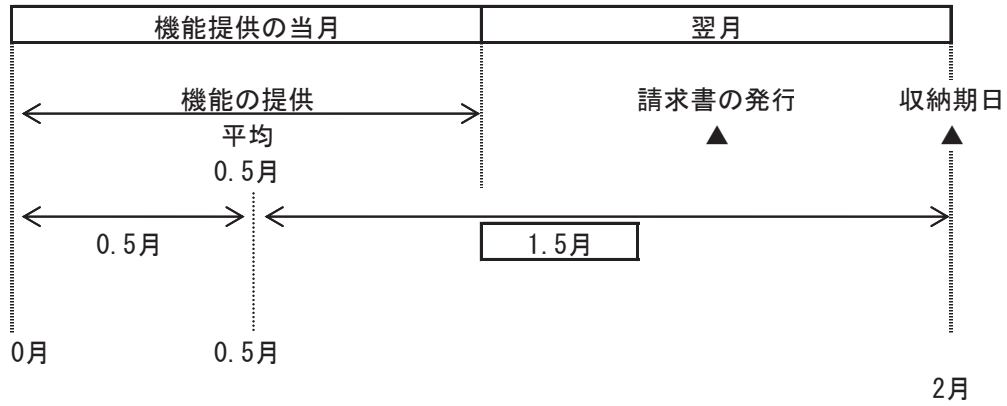 機能提供の当月 翌月
機能の提供 請求書の発行 収納期日
平均 ▲ ▲
0.5月
0.5月 1.5月
0月 0.5月
2月